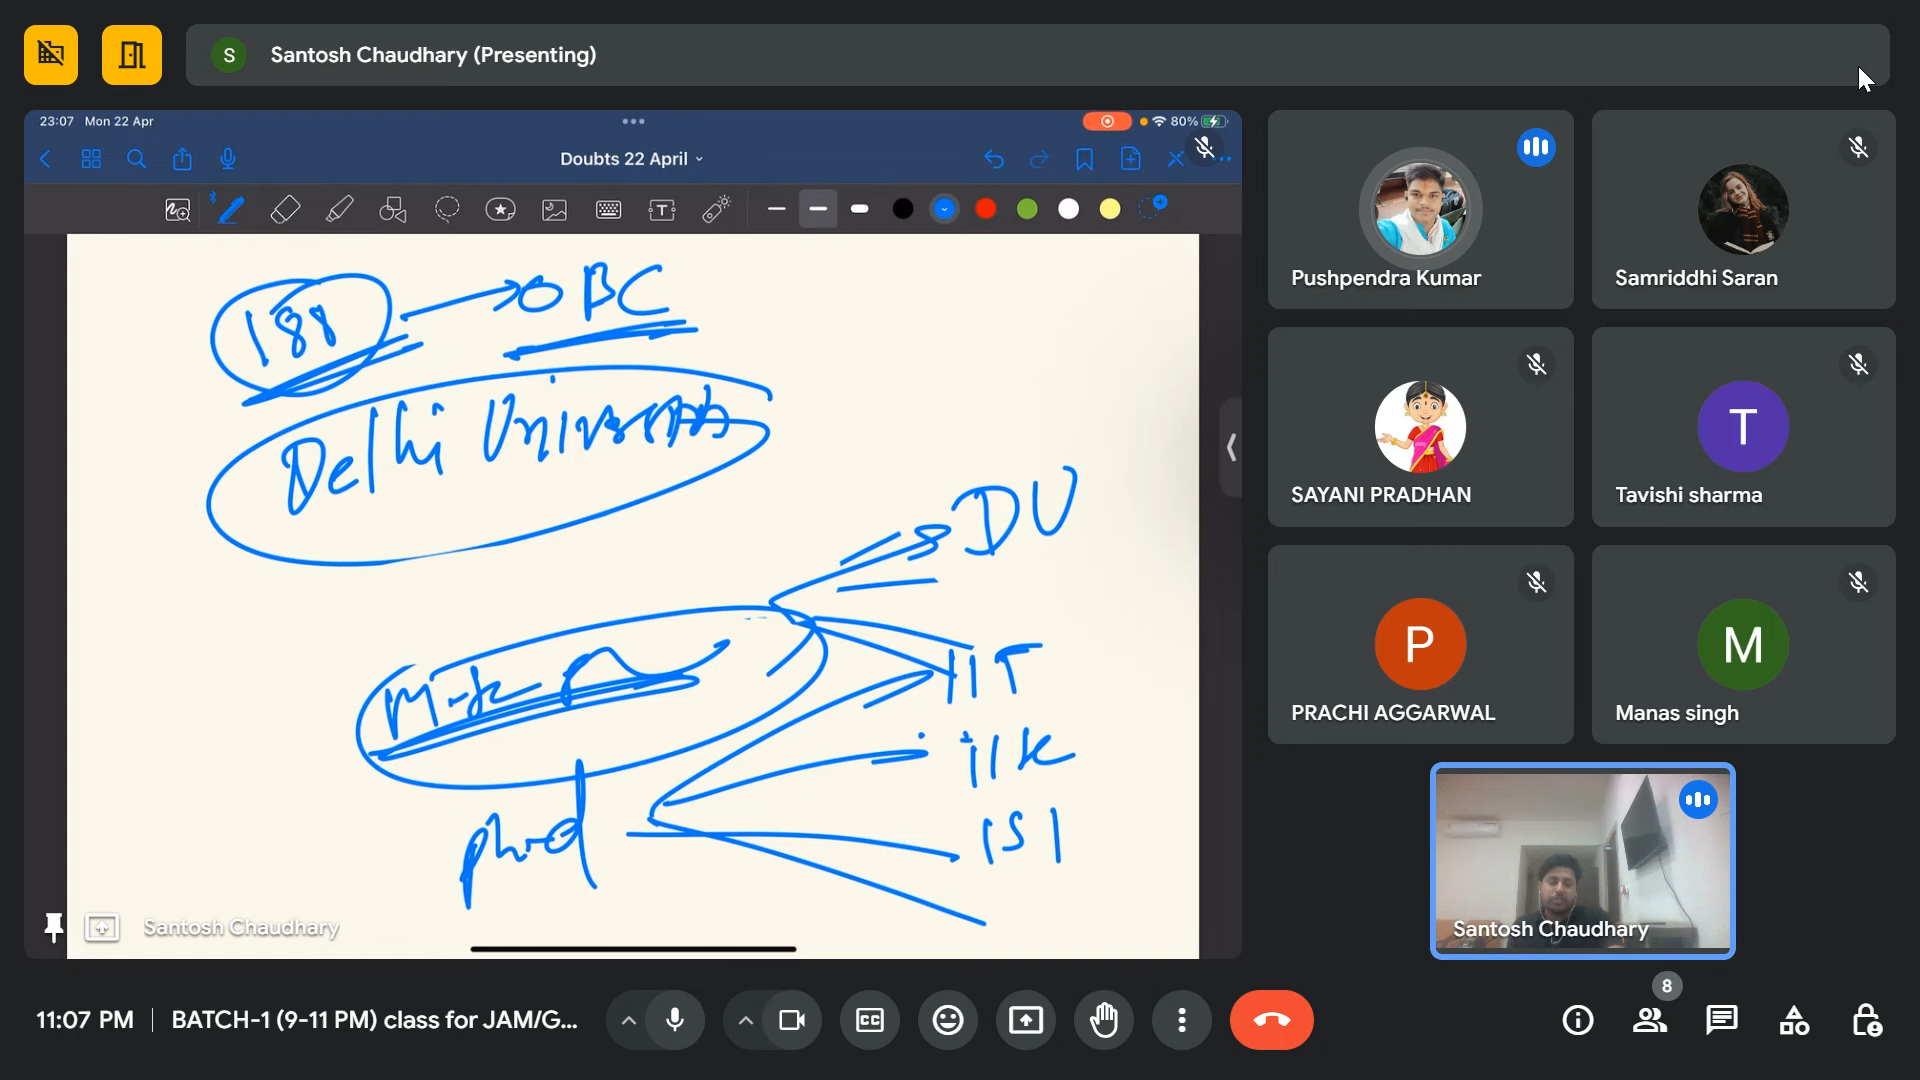 S Santosh Chaudhary (Presenting)
23:07 Mon 22 Apr
80%
Doubts 22 April
T
188 → OBC
Delhi University
DU
IIT
phd
ISI
Santosh Chaudhary
Pushpendra Kumar
Samriddhi Saran
SAYANI PRADHAN
T
Tavishi sharma
P
PRACHI AGGARWAL
M
Manas singh
Santosh Chaudhary
8
11:07 PM | BATCH-1 (9-11 PM) class for JAM/G...
CC